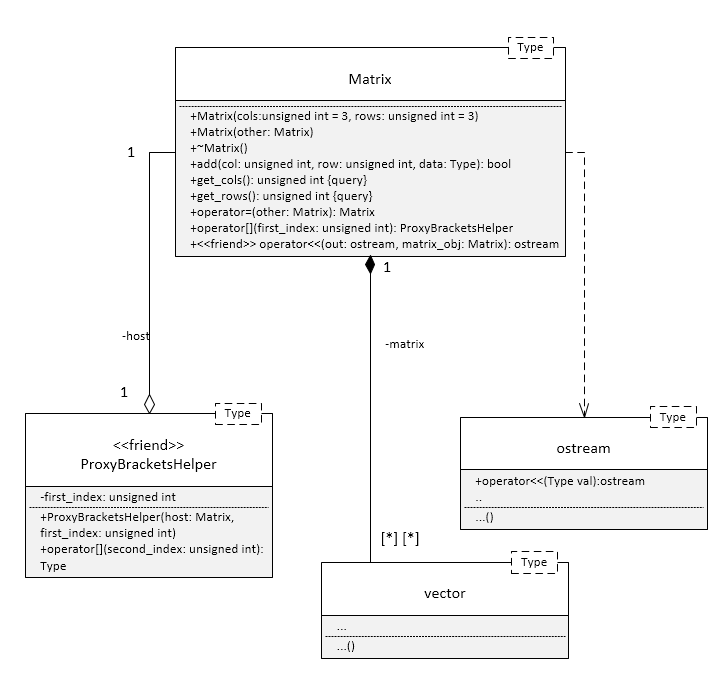 Type
Matrix
+Matrix(cols:unsigned int = 3, rows: unsigned int = 3)
+Matrix(other: Matrix)
+~Matrix()
+add(col: unsigned int, row: unsigned int, data: Type): bool
+get_cols(): unsigned int {query}
+get_rows(): unsigned int {query}
+operator=(other: Matrix): Matrix
+operator[](first_index: unsigned int): ProxyBracketsHelper
+<<friend>> operator<<(out: ostream, matrix_obj: Matrix): ostream
1
1
-host
-matrix
1
Type
<<friend>>
ProxyBracketsHelper
-first_index: unsigned int
+ProxyBracketsHelper(host: Matrix,
first_index: unsigned int)
+operator[](second_index: unsigned int):
Type
Type
ostream
+operator<<(Type val):ostream
..
...()
[*] [*]
Type
vector
...
...()